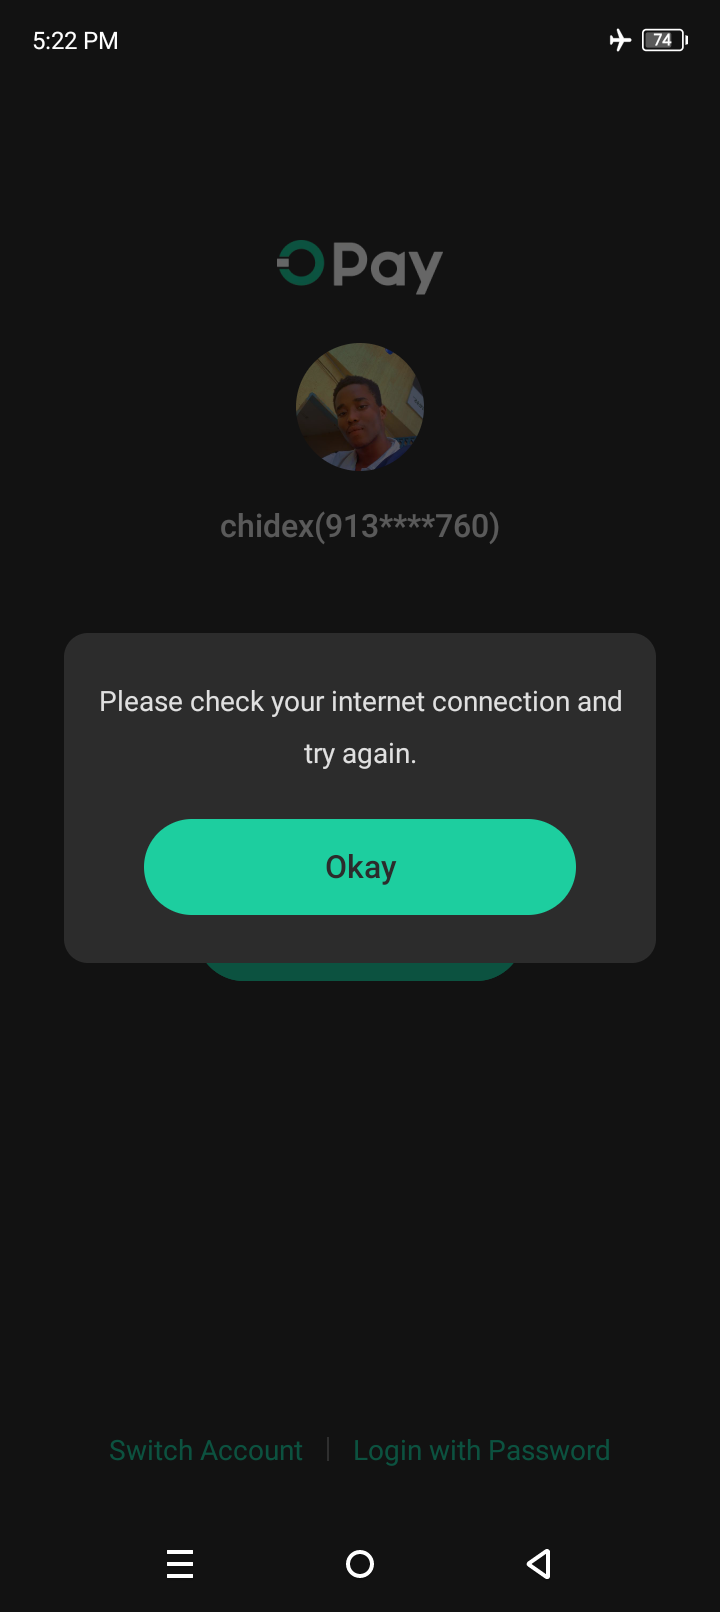 5:22 PM
74
OPay
chidex(913****760)
Please check your internet connection and
try again.
Okay
Switch Account | Login with Password